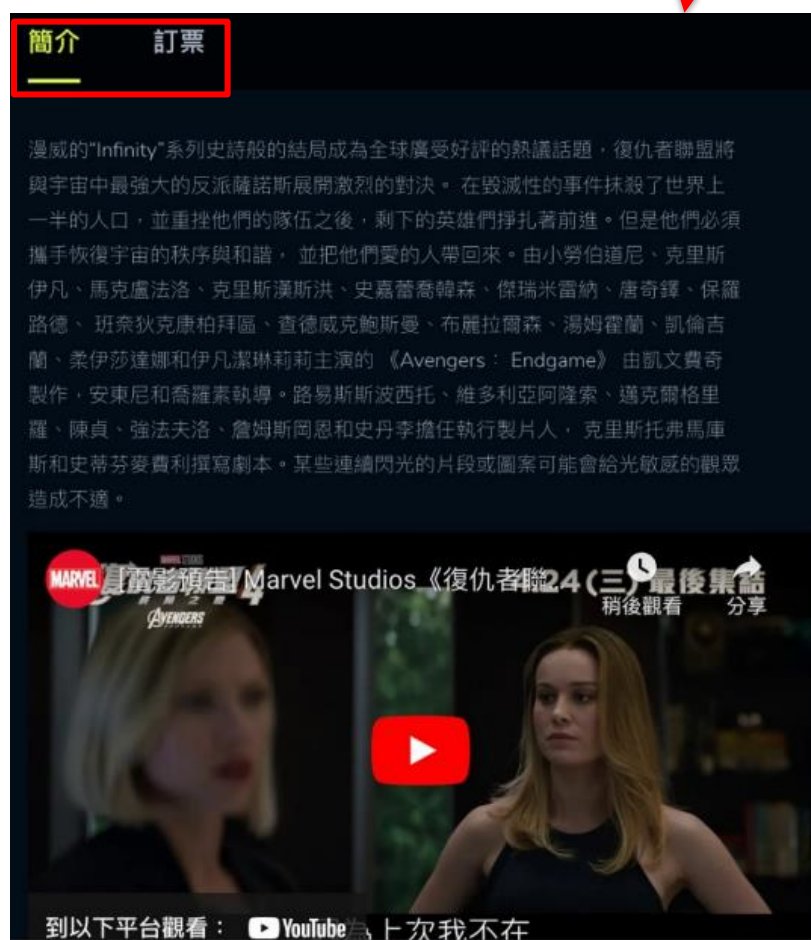 簡介 訂票
漫威的“Infinity”系列史詩般的結局成為全球廣受好評的熱議話題，復仇者聯盟將
與宇宙中最強大的反派薩諾斯展開激烈的對決。 在毀滅性的事件抹殺了世界上
一半的人口，並重挫他們的隊伍之後，剩下的英雄們掙扎著前進。但是他們必須
攜手恢復宇宙的秩序與和諧， 並把他們愛的人帶回來。由小勞伯道尼、克里斯
伊凡、馬克盧法洛、克里斯漢斯洪、史嘉蕾喬韓森、傑瑞米雷納、唐奇鐸、保羅
路德、 班奈狄克康柏拜區、查德威克鮑斯曼、布麗拉爾森、湯姆霍蘭、凱倫吉
蘭、柔伊莎達娜和伊凡潔琳莉莉主演的 《Avengers： Endgame》 由凱文費奇
製作，安東尼和喬羅素執導。路易斯斯波西托、維多利亞阿隆索、邁克爾格里
羅、陳貞、強法夫洛、詹姆斯岡恩和史丹李擔任執行製片人， 克里斯托弗馬庫
斯和史蒂芬麥費利撰寫劇本。某些連續閃光的片段或圖案可能會給光敏感的觀眾
造成不適。
MARVEL [電影預告] Marvel Studios《復仇者聯
4
24 (三) 最後集結
AVENGERS
稍後觀看 分享
到以下平台觀看： YouTube
上次我不在